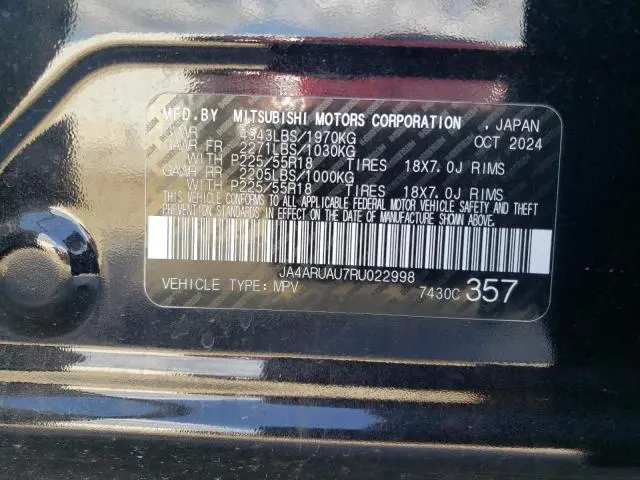 MFD.BY MITSUBISHI MOTORS CORPORATION , JAPAN
GVWR 4343LBS/1970KG OCT 2024
GAWR FR 2271LBS/1030KG
WITH P225/55R18 TIRES 18X7.0J RIMS
GAWR RR 2205LBS/1000KG
WITH P225/55R18 TIRES 18X7.0J RIMS
THIS VEHICLE CONFORMS TO ALL APPLICABLE FEDERAL MOTOR VEHICLE SAFETY AND THEFT
PREVENTION STANDARDS IN EFFECT ON THE DATE OF MANUFACTURE SHOWN ABOVE.
JA4ARUAU7RU022998
VEHICLE TYPE: MPV 7430C 357